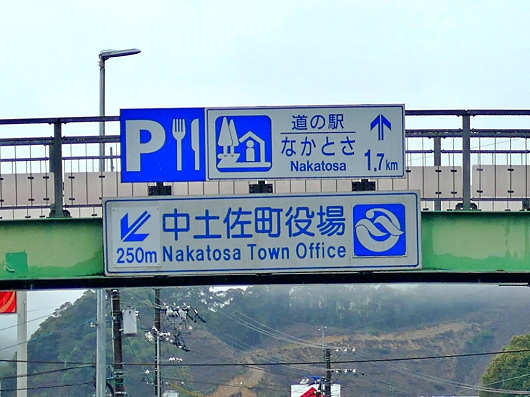 P
道の駅
なかとさ
Nakatosa
1.7km
中土佐町役場
250m Nakatosa Town Office